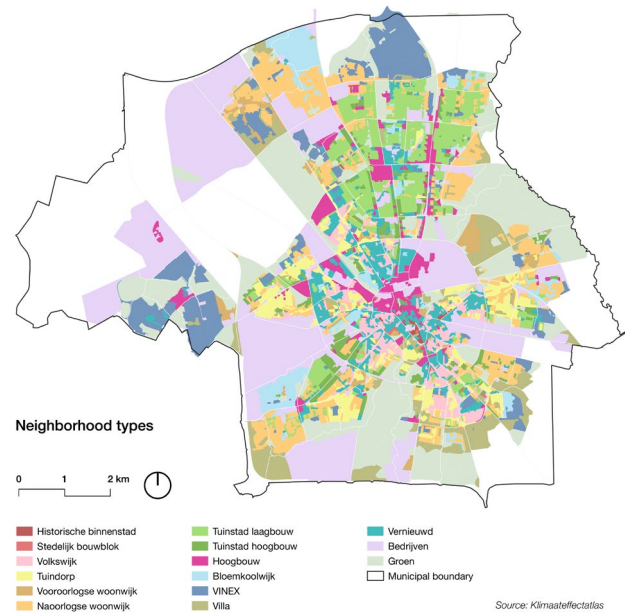 Neighborhood types
0 1 2 km
Historische binnenstad
Stedelijk bouwblok
Volkswijk
Tuindorp
Vooroorlogse woonwijk
Naoorlogse woonwijk
Tuinstad laagbouw
Tuinstad hoogbouw
Hoogbouw
Bloemkoolwijk
VINEX
Villa
Vernieuwd
Bedrijven
Groen
Municipal boundary
Source: Klimaateffectatlas